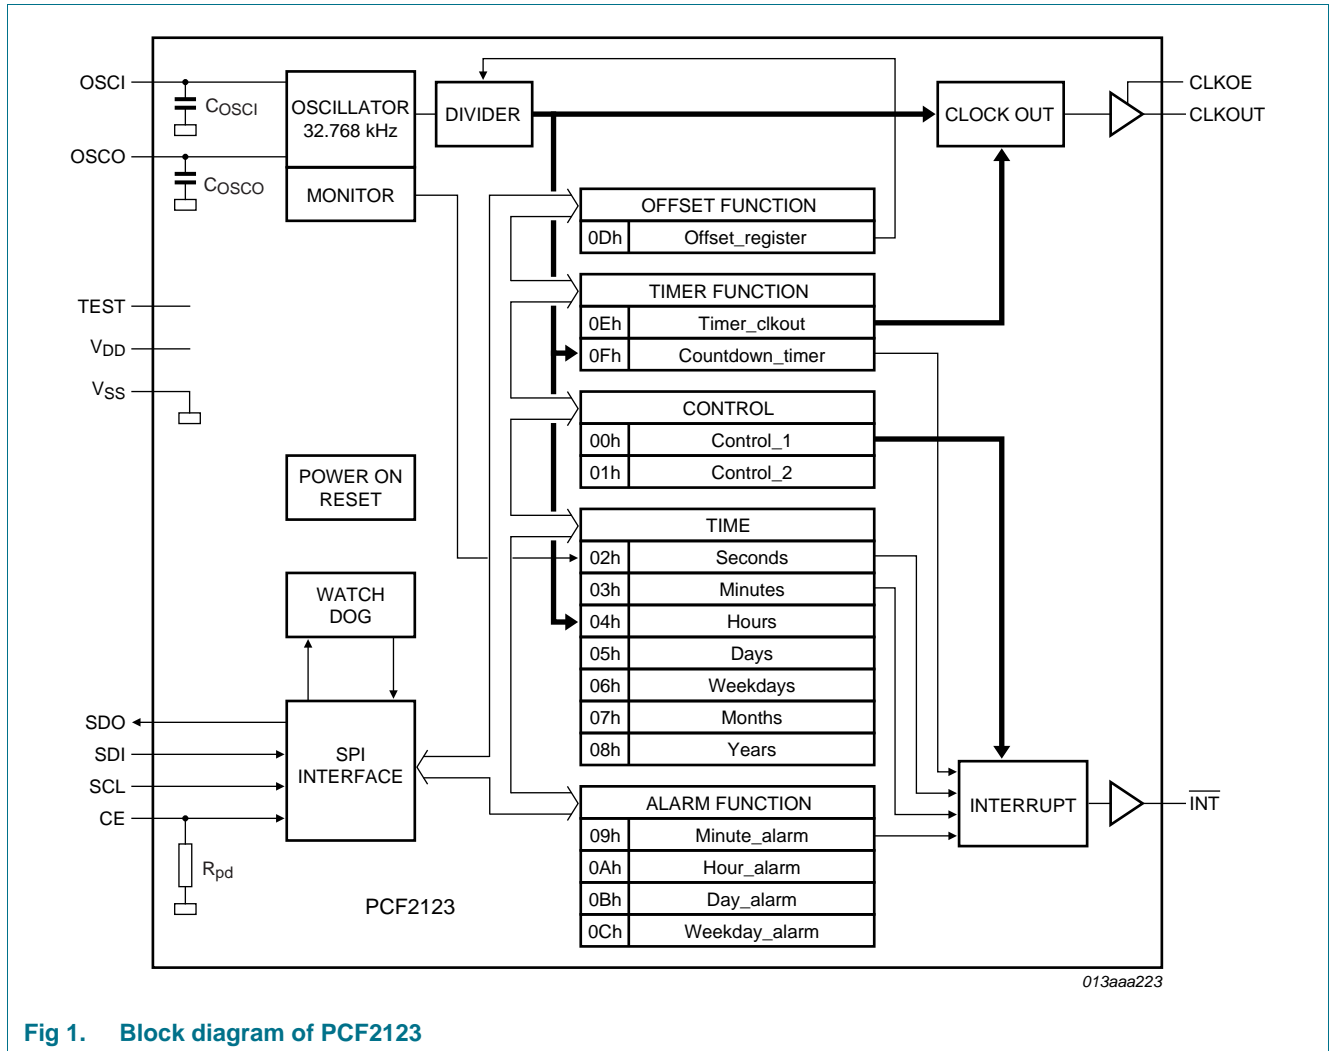 OSCI
COSCI
OSCO
COSCO
OSCILLATOR
32.768 kHz
MONITOR
DIVIDER
CLOCK OUT
CLKOE
CLKOUT
OFFSET FUNCTION
0Dh Offset_register
TIMER FUNCTION
0Eh Timer_clkout
0Fh Countdown_timer
TEST
VDD
VSS
CONTROL
00h Control_1
01h Control_2
POWER ON
RESET
TIME
02h Seconds
03h Minutes
04h Hours
05h Days
06h Weekdays
07h Months
08h Years
WATCH
DOG
SDO
SDI
SCL
CE
SPI
INTERFACE
Rpd
PCF2123
ALARM FUNCTION
09h Minute_alarm
0Ah Hour_alarm
0Bh Day_alarm
0Ch Weekday_alarm
INTERRUPT
INT
013aaa223
Fig 1. Block diagram of PCF2123